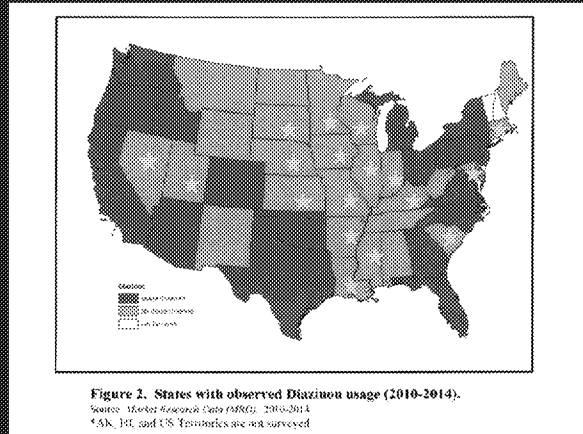 Figure 2. States with observed Diazinon usage (2010-2014).
Source: Market Research Data (MRD), 2010-2014
*AK, HI, and US Territories are not surveyed